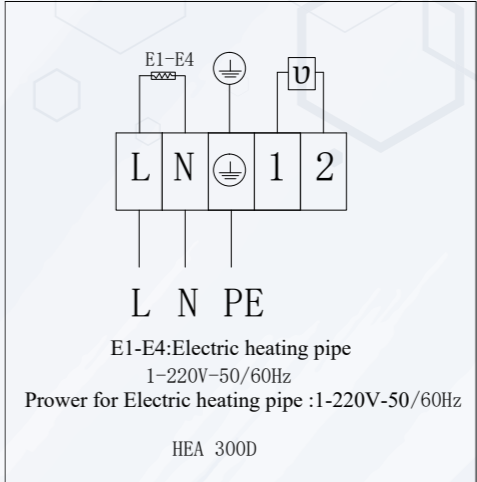 E1-E4
υ
L N 1 2
L N PE
E1-E4:Electric heating pipe
1-220V-50/60Hz
Prower for Electric heating pipe :1-220V-50/60Hz
HEA 300D